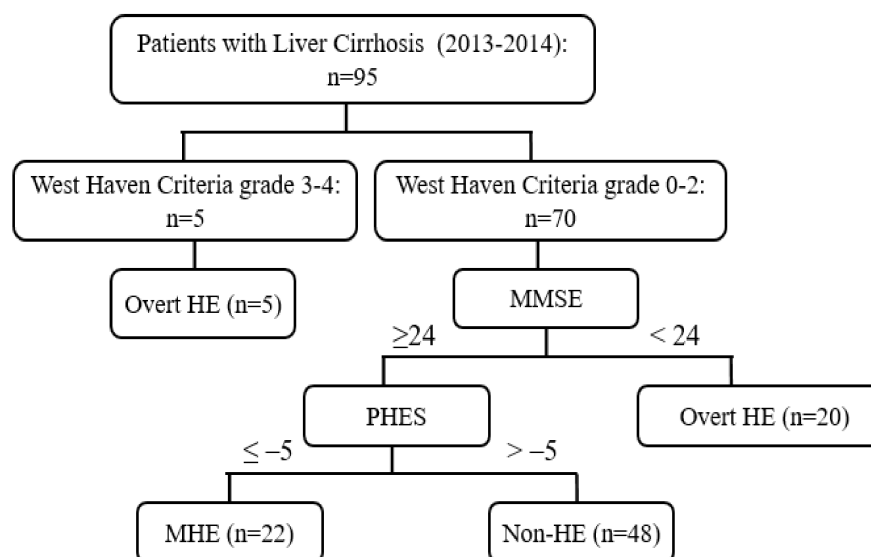 Patients with Liver Cirrhosis (2013-2014):
n=95
West Haven Criteria grade 3-4:
n=5
West Haven Criteria grade 0-2:
n=70
Overt HE (n=5)
MMSE
≥24
< 24
PHES
Overt HE (n=20)
≤ –5
> –5
MHE (n=22)
Non-HE (n=48)